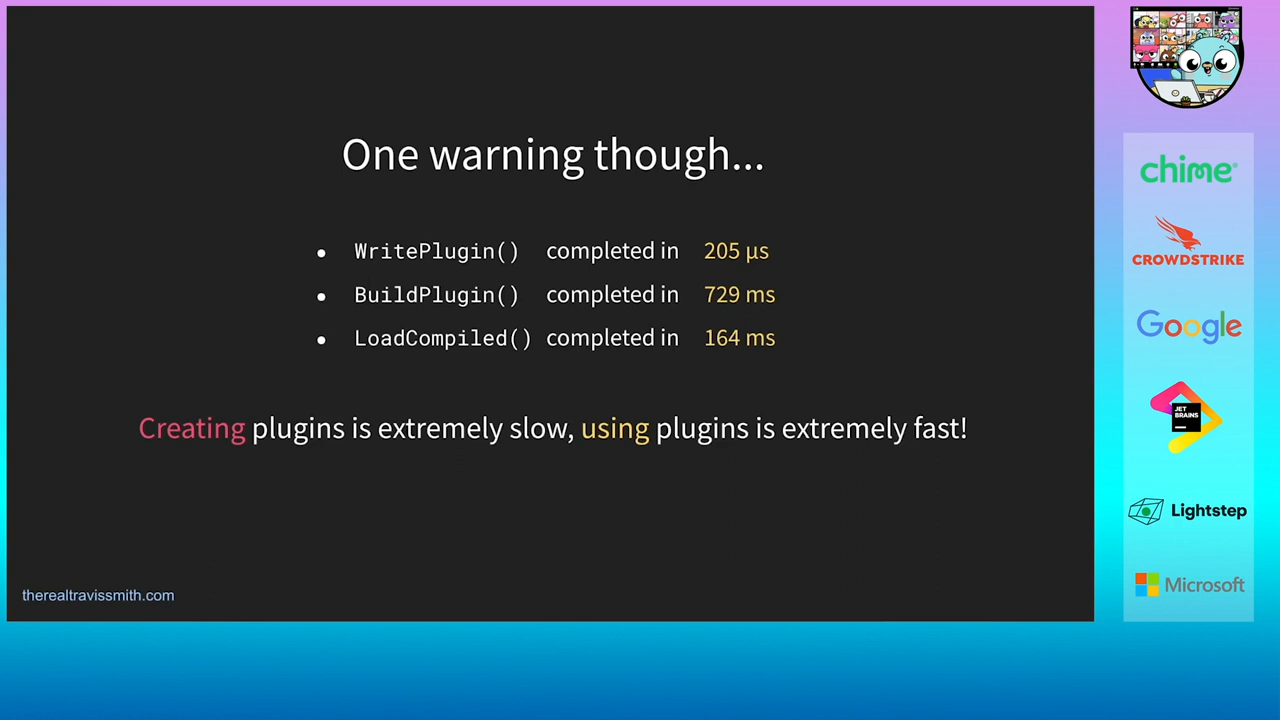 One warning though...
• WritePlugin() completed in 205 µs
• BuildPlugin() completed in 729 ms
• LoadCompiled() completed in 164 ms
Creating plugins is extremely slow, using plugins is extremely fast!
therealtravissmith.com
chime®
CROWDSTRIKE
Google
JET
BRAINS
Lightstep
Microsoft